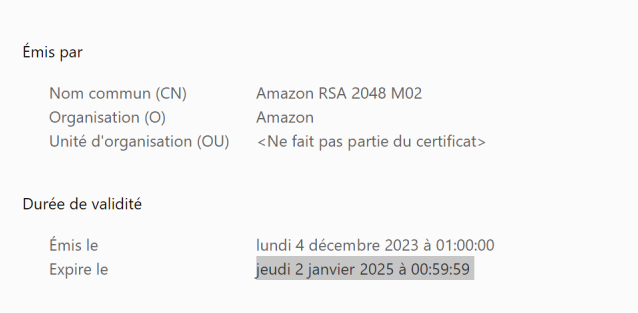 Émis par
Nom commun (CN) Amazon RSA 2048 M02
Organisation (O) Amazon
Unité d'organisation (OU) <Ne fait pas partie du certificat>
Durée de validité
Émis le lundi 4 décembre 2023 à 01:00:00
Expire le jeudi 2 janvier 2025 à 00:59:59